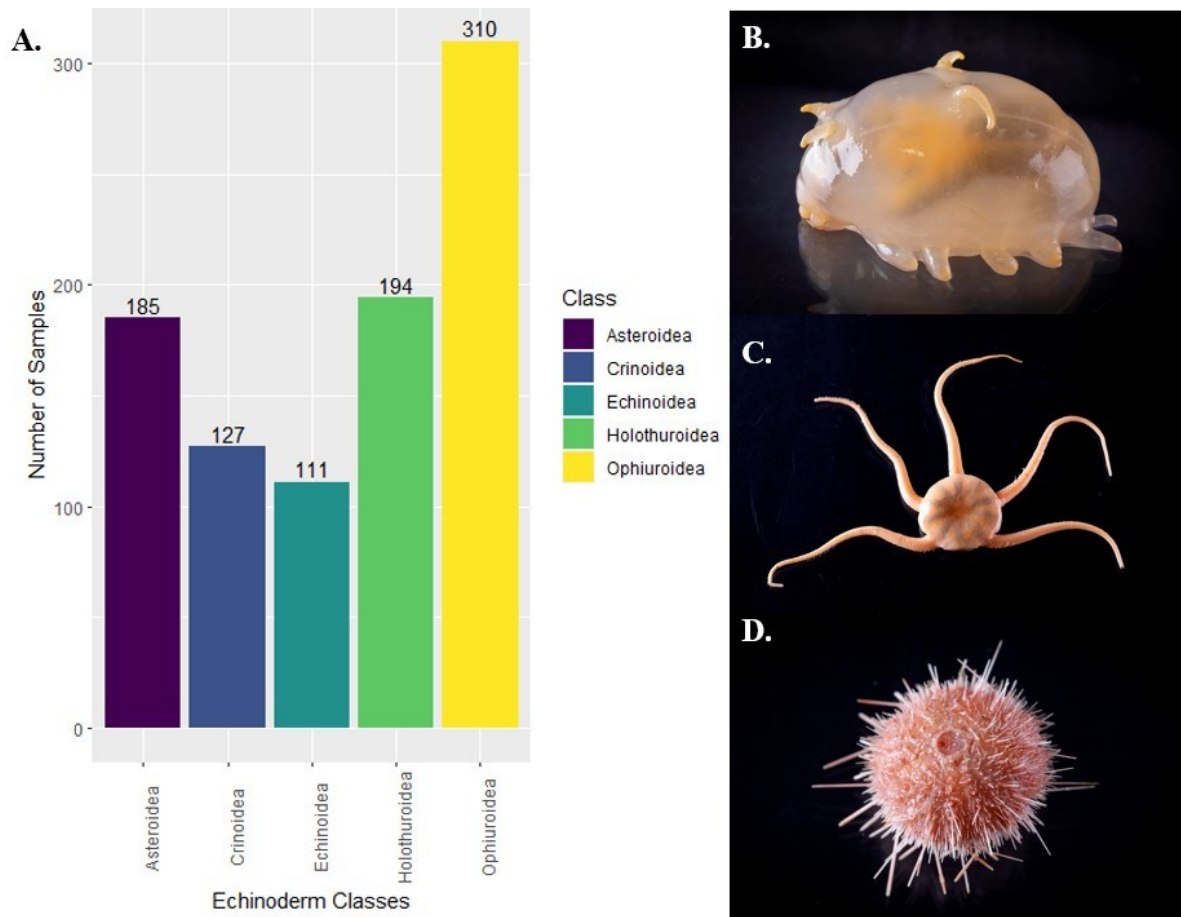 A.
310
300
200
194
185
127
111
100
0
Number of Samples
Asteroidea
Crinoidea
Echinoidea
Holothuroidea
Ophiuroidea
Echinoderm Classes
Class
Asteroidea
Crinoidea
Echinoidea
Holothuroidea
Ophiuroidea
B.
C.
D.